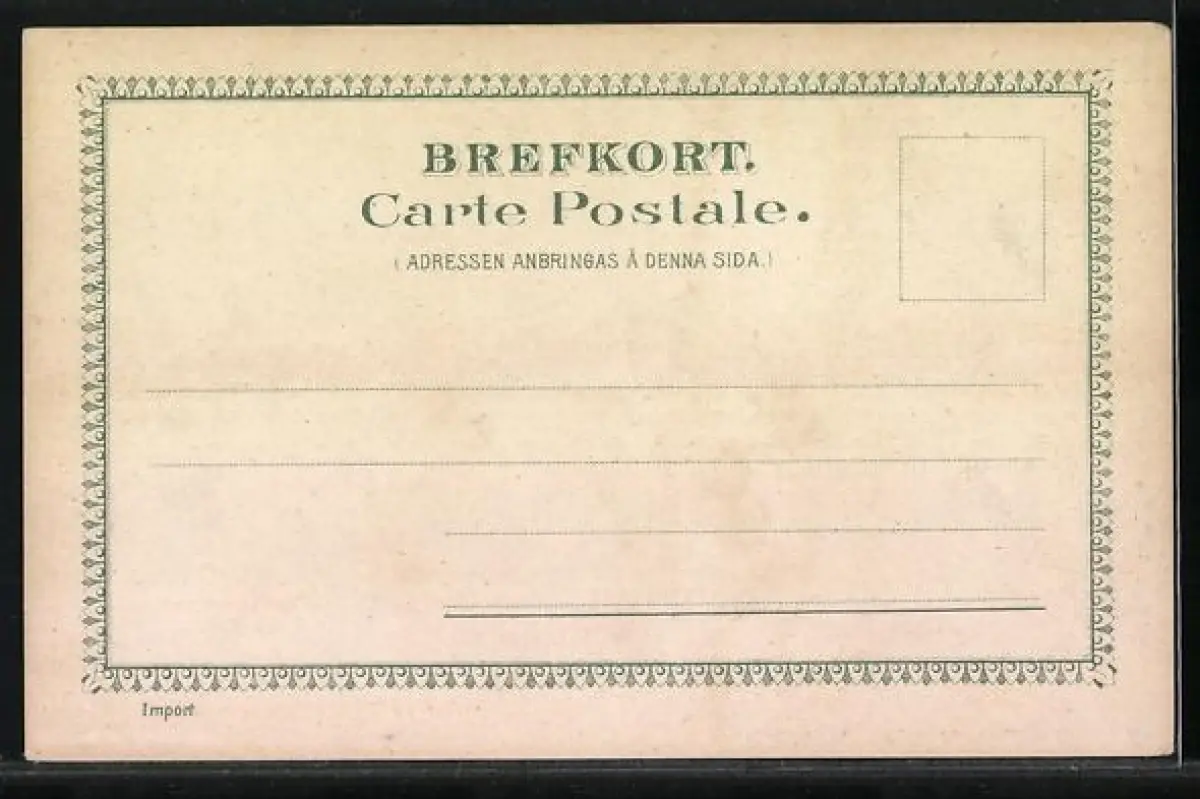 BREFKORT.
Carte Postale.
(ADRESSEN ANBRINGAS Å DENNA SIDA.)
Import